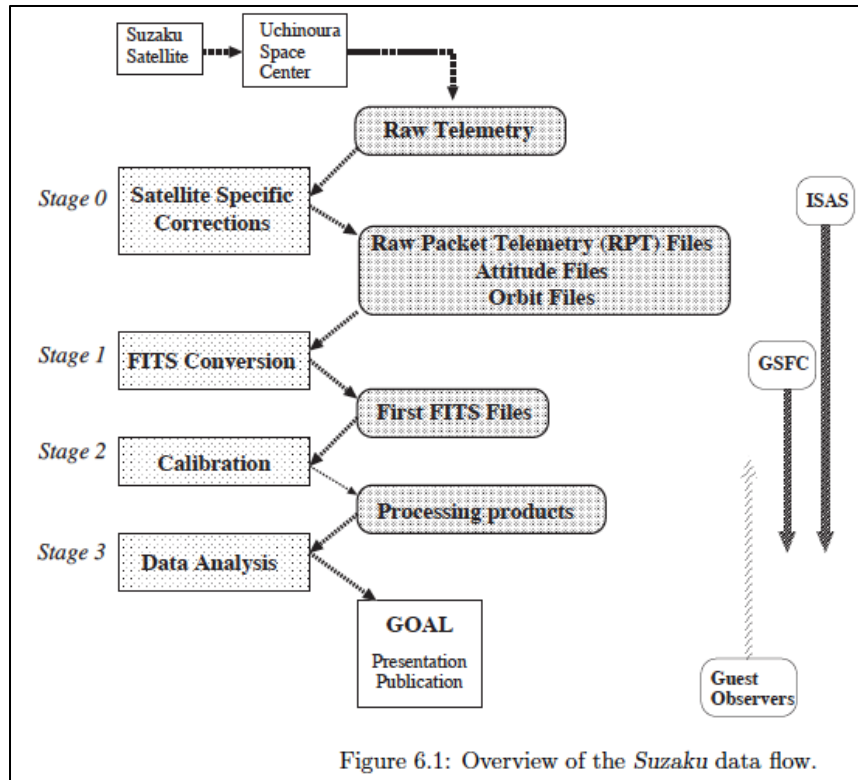 Suzaku
Satellite
Uchinoura
Space
Center
Raw Telemetry
Stage 0
Satellite Specific
Corrections
ISAS
Raw Packet Telemetry (RPT) Files
Attitude Files
Orbit Files
Stage 1
FITS Conversion
GSFC
First FITS Files
Stage 2
Calibration
Processing products
Stage 3
Data Analysis
GOAL
Presentation
Publication
Guest
Observers
Figure 6.1: Overview of the Suzaku data flow.